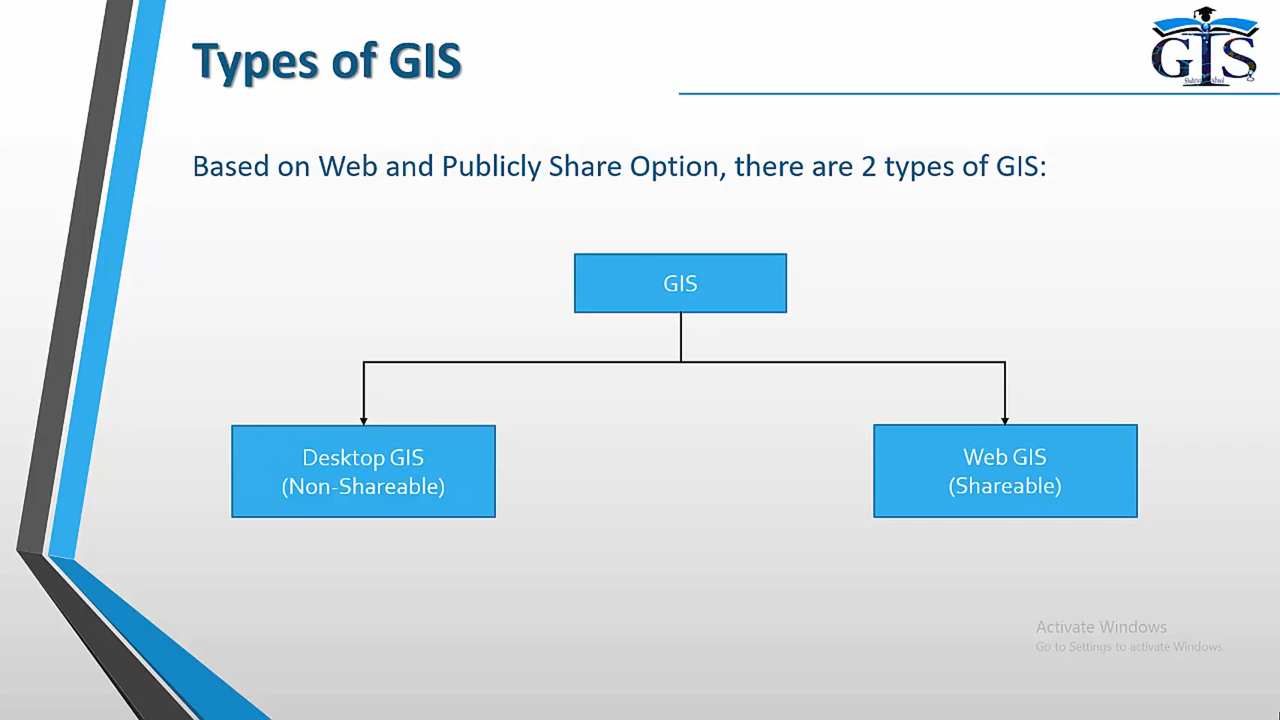 Types of GIS
GIS
Based on Web and Publicly Share Option, there are 2 types of GIS:
GIS
Desktop GIS
(Non-Shareable)
Web GIS
(Shareable)
Activate Windows
Go to Settings to activate Windows.